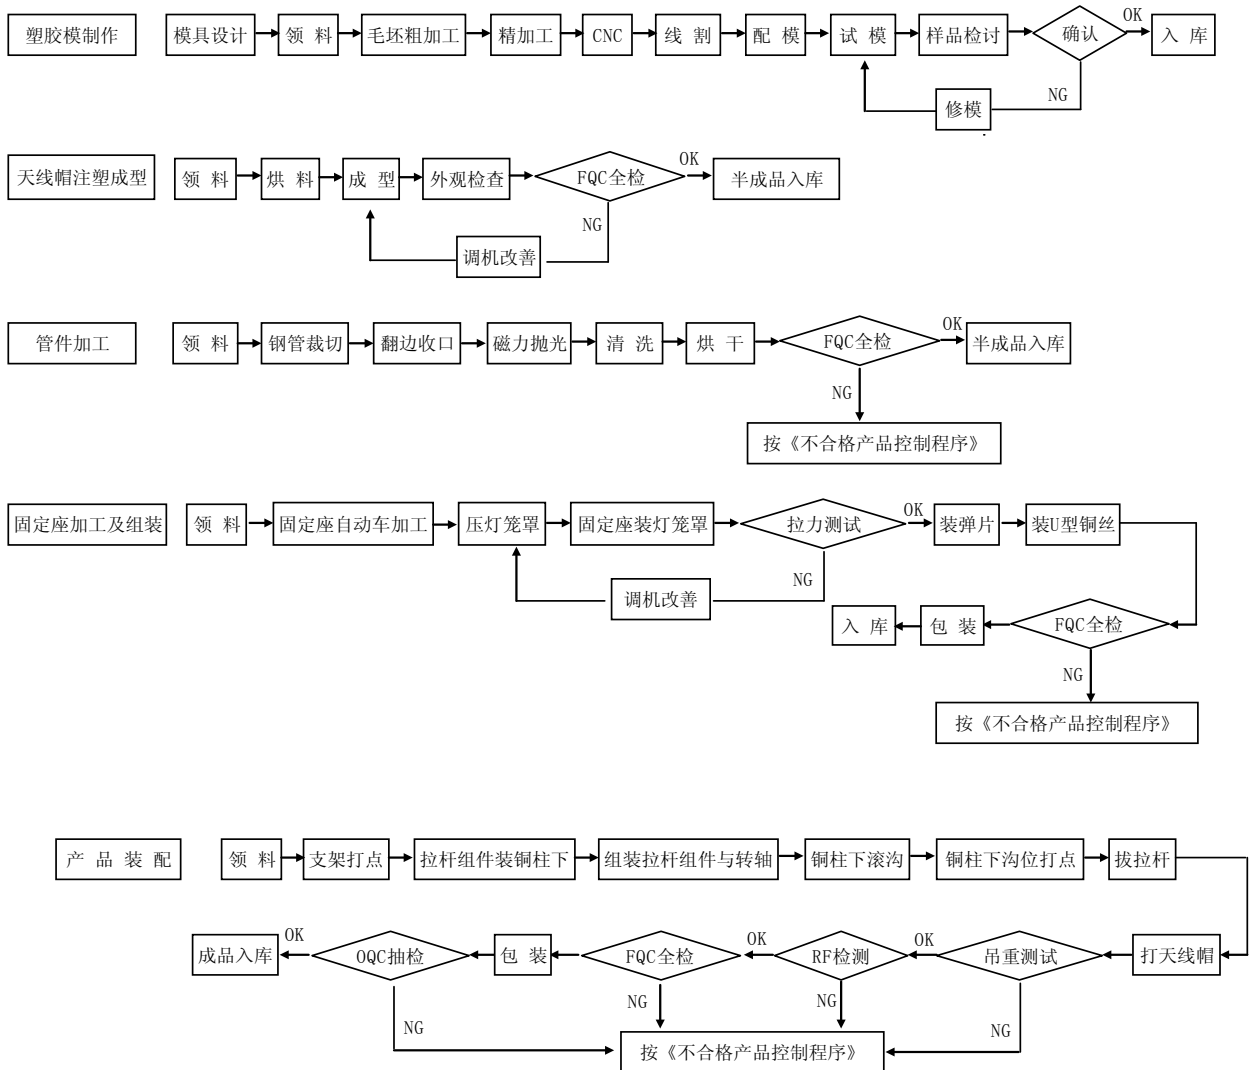 塑胶模制作 模具设计 领 料 毛坯粗加工 精加工 CNC 线 割 配 模 试 模 样品检讨 确认 OK 入 库
NG
修模
天线帽注塑成型 领 料 烘 料 成 型 外观检查 FQC全检 OK 半成品入库
NG
调机改善
管件加工 领 料 钢管裁切 翻边收口 磁力抛光 清 洗 烘 干 FQC全检 OK 半成品入库
NG
按《不合格产品控制程序》
固定座加工及组装 领 料 固定座自动车加工 压灯笼罩 固定座装灯笼罩 拉力测试 OK 装弹片 装U型铜丝
NG
调机改善
入 库 包 装 FQC全检
NG
按《不合格产品控制程序》
产 品 装 配 领 料 支架打点 拉杆组件装铜柱下 组装拉杆组件与转轴 铜柱下滚沟 铜柱下沟位打点 拔拉杆
成品入库 OK OQC抽检 包 装 FQC全检 OK RF检测 OK 吊重测试 打天线帽
NG NG NG NG
按《不合格产品控制程序》